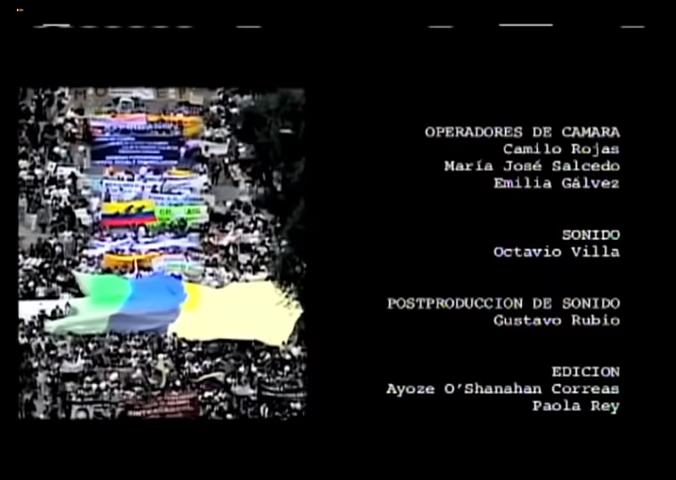 OPERADORES DE CAMARA
Camilo Rojas
María José Salcedo
Emilia Gálvez
SONIDO
Octavio Villa
POSTPRODUCCION DE SONIDO
Gustavo Rubio
EDICION
Ayoze O'Shanahan Correas
Paola Rey